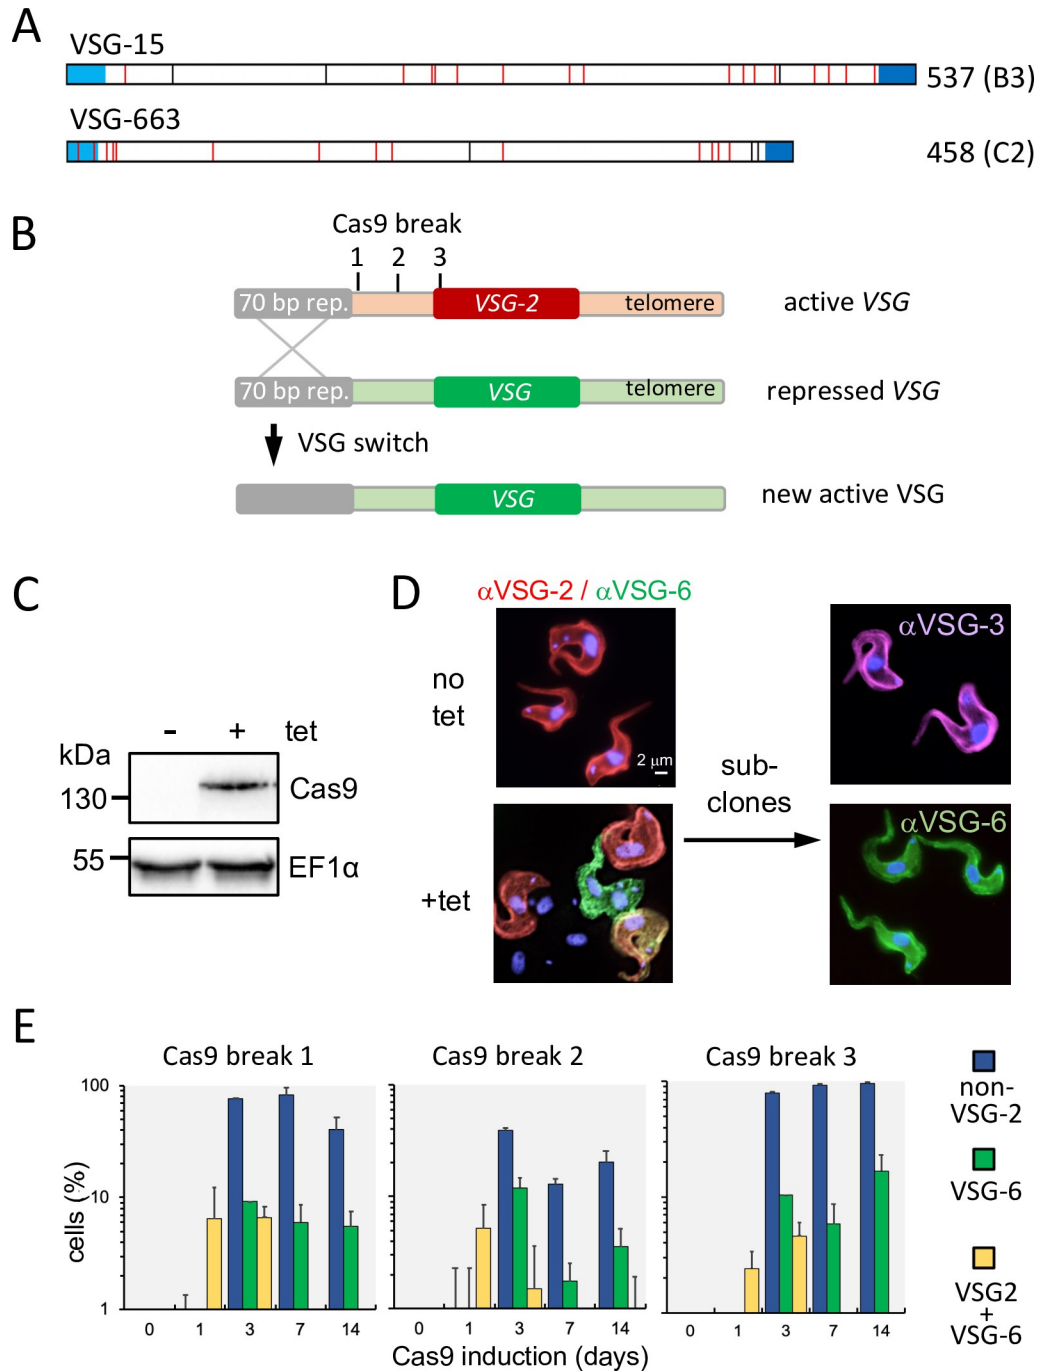 A
VSG-15
537 (B3)
VSG-663
458 (C2)
B
Cas9 break
1 2 3
70 bp rep. VSG-2 telomere active VSG
70 bp rep. VSG telomere repressed VSG
VSG switch
VSG new active VSG
C
- + tet
kDa
130 Cas9
55 EF1α
D
αVSG-2 / αVSG-6
no
tet
2 μm
+tet
sub-
clones
αVSG-3
αVSG-6
E
Cas9 break 1 Cas9 break 2 Cas9 break 3
cells (%)
100
10
1
0 1 3 7 14 0 1 3 7 14 0 1 3 7 14
Cas9 induction (days)
non-
VSG-2
VSG-6
VSG2
+
VSG-6